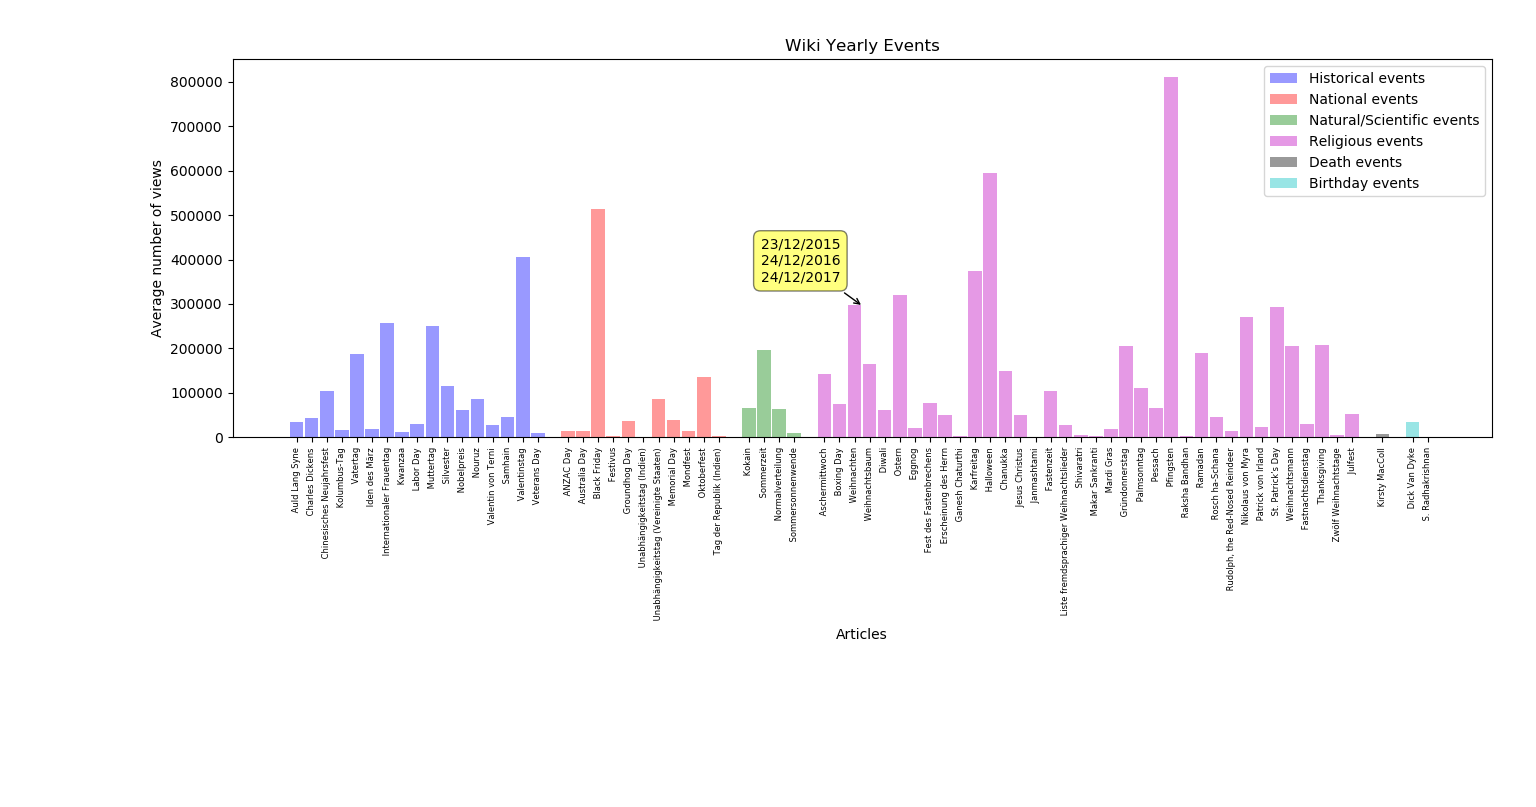 Wiki Yearly Events
Historical events
National events
Natural/Scientific events
Religious events
Death events
Birthday events
Average number of views
800000
700000
600000
500000
400000
300000
200000
100000
0
23/12/2015
24/12/2016
24/12/2017
Auld Lang Syne
Charles Dickens
Chinesisches Neujahrsfest
Kolumbus-Tag
Vatertag
Iden des März
Internationaler Frauentag
Kwanzaa
Labor Day
Muttertag
Silvester
Nobelpreis
Nouruz
Valentin von Terni
Samhain
Valentinstag
Veterans Day
ANZAC Day
Australia Day
Black Friday
Festivus
Groundhog Day
Unabhängigkeitstag (Indien)
Unabhängigkeitstag (Vereinigte Staaten)
Memorial Day
Mondfest
Oktoberfest
Tag der Republik (Indien)
Kokain
Sommerzeit
Normalverteilung
Sommersonnenwende
Aschermittwoch
Boxing Day
Weihnachten
Weihnachtsbaum
Diwali
Ostern
Eggnog
Fest des Fastenbrechens
Erscheinung des Herrn
Ganesh Chaturthi
Karfreitag
Halloween
Chanukka
Jesus Christus
Janmashtami
Fastenzeit
Liste fremdsprachiger Weihnachtslieder
Shivaratri
Makar Sankranti
Mardi Gras
Gründonnerstag
Palmsonntag
Pessach
Pfingsten
Raksha Bandhan
Ramadan
Rosch ha-Schana
Rudolph, the Red-Nosed Reindeer
Nikolaus von Myra
Patrick von Irland
St. Patrick's Day
Weihnachtsmann
Fastnachtsdienstag
Thanksgiving
Zwölf Weihnachtstage
Julfest
Kirsty MacColl
Dick Van Dyke
S. Radhakrishnan
Articles